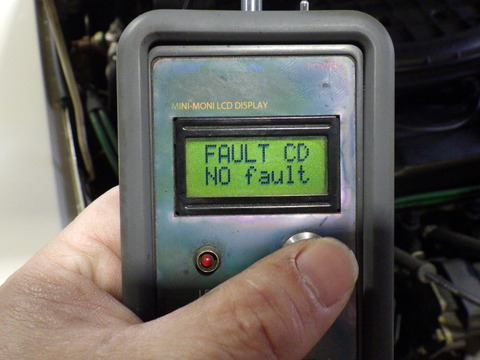 MINI-MONI LCD DISPLAY
FAULT CD
NO fault